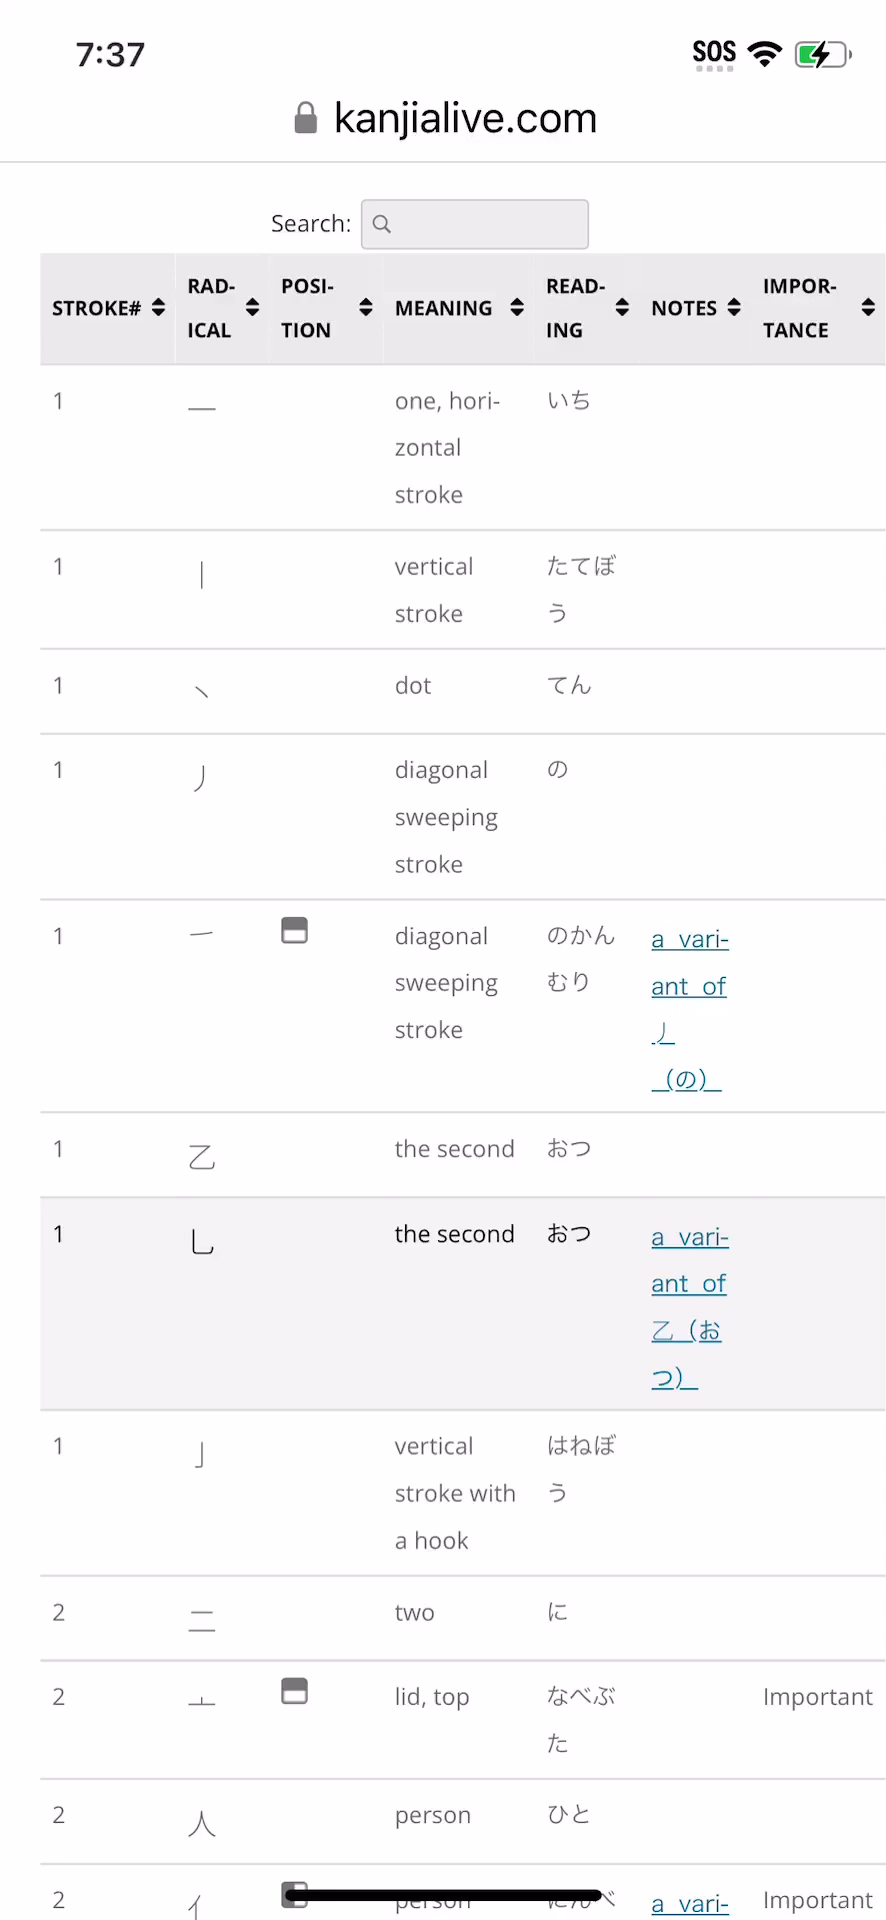 7:37 SOS
kanjialive.com
Search:
STROKE# RAD- POSI- MEANING READ- NOTES IMPOR-
ICAL TION ING TANCE
1 一 one, hori- いち
zontal
stroke
1 ｜ vertical たてぼ
stroke う
1 丶 dot てん
1 丿 diagonal の
sweeping
stroke
1 diagonal のかん a vari-
sweeping むり ant of
stroke 丿
(の)
1 乙 the second おつ
1 乚 the second おつ a vari-
ant of
乙 (お
つ)
1 亅 vertical はねぼ
stroke with う
a hook
2 二 two に
2 亠 lid, top なべぶ Important
た
2 人 person ひと
2 亻 person にんべ a vari- Important